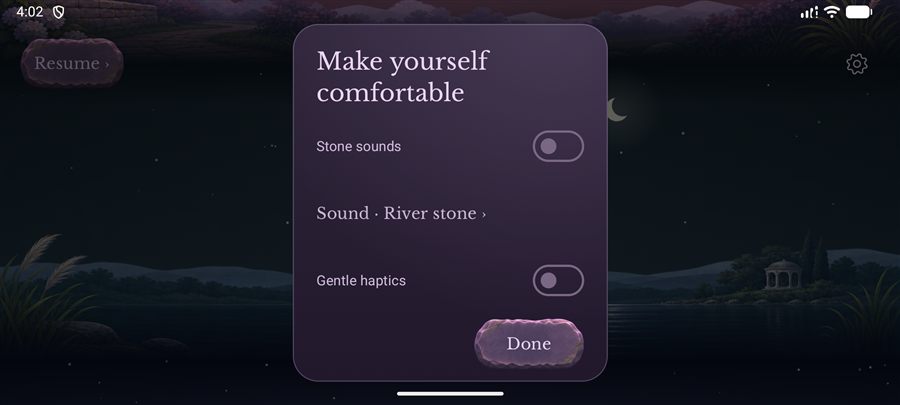 4:02
Resume ›
Make yourself
comfortable
Stone sounds
Sound · River stone ›
Gentle haptics
Done